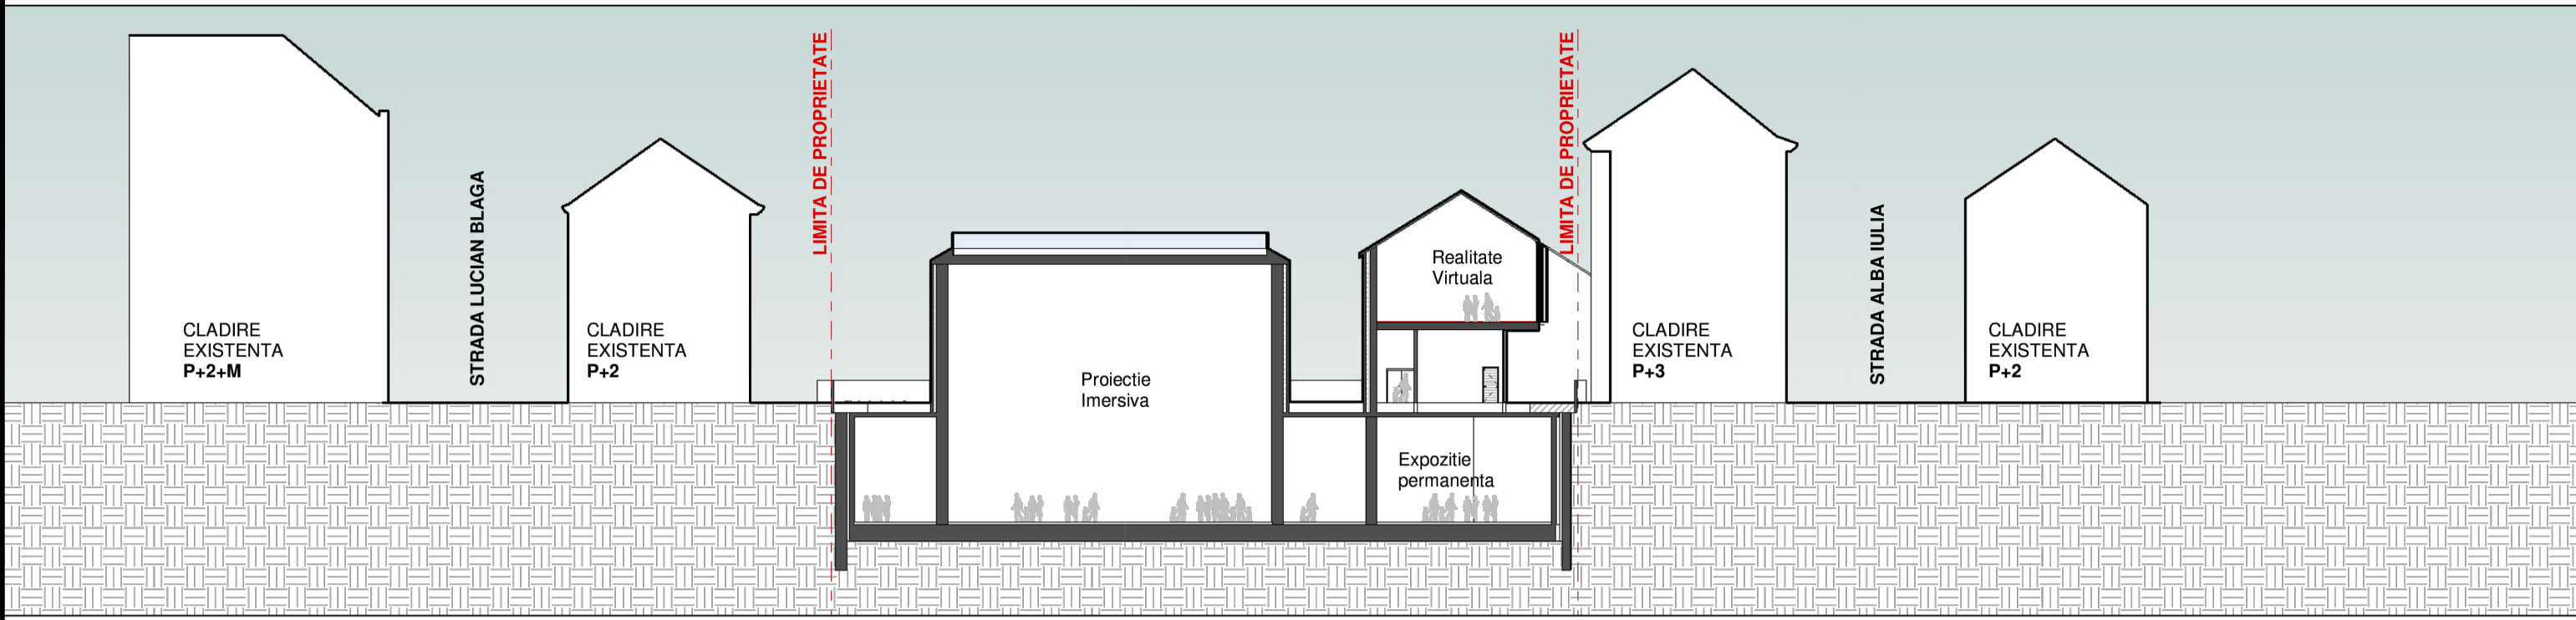 CLADIRE
EXISTENTA
P+2+M
STRADA LUCIAN BLAGA
CLADIRE
EXISTENTA
P+2
LIMITA DE PROPRIETATE
Proiectie
Imersiva
Realitate
Virtuala
Expozitie
permanenta
LIMITA DE PROPRIETATE
CLADIRE
EXISTENTA
P+3
STRADA ALBA IULIA
CLADIRE
EXISTENTA
P+2